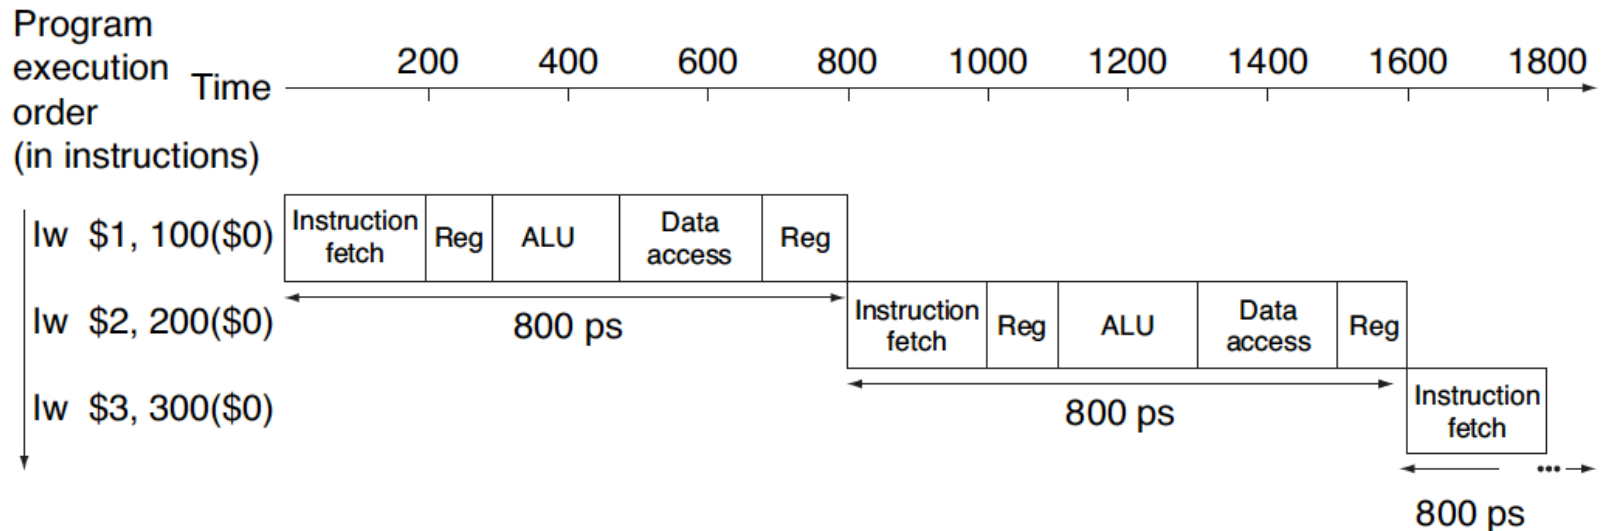 Program
execution
order
(in instructions)
Time
200 400 600 800 1000 1200 1400 1600 1800
lw $1, 100($0)
Instruction
fetch
Reg
ALU
Data
access
Reg
800 ps
lw $2, 200($0)
Instruction
fetch
Reg
ALU
Data
access
Reg
800 ps
lw $3, 300($0)
Instruction
fetch
...
800 ps